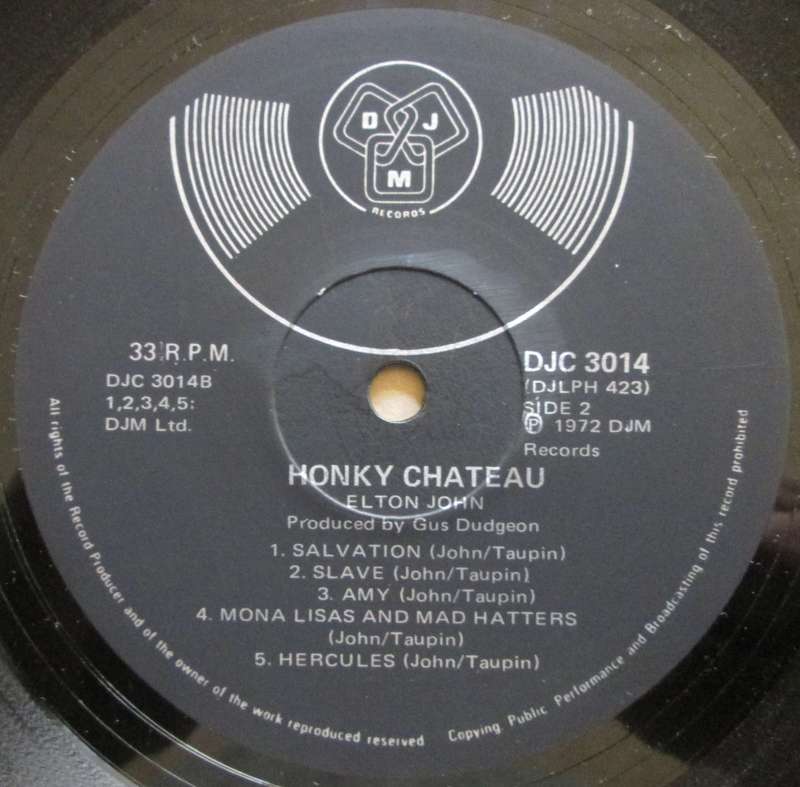 D J
M
RECORDS
33 R.P.M.
DJC 3014B
1,2,3,4,5:
DJM Ltd.
DJC 3014
(DJLPH 423)
SIDE 2
Ⓟ 1972 DJM
Records
HONKY CHATEAU
ELTON JOHN
Produced by Gus Dudgeon
1. SALVATION (John/Taupin)
2. SLAVE (John/Taupin)
3. AMY (John/Taupin)
4. MONA LISAS AND MAD HATTERS
(John/Taupin)
5. HERCULES (John/Taupin)
All rights of the Record Producer and of the owner of the work reproduced reserved Copying Public Performance and Broadcasting of this record prohibited